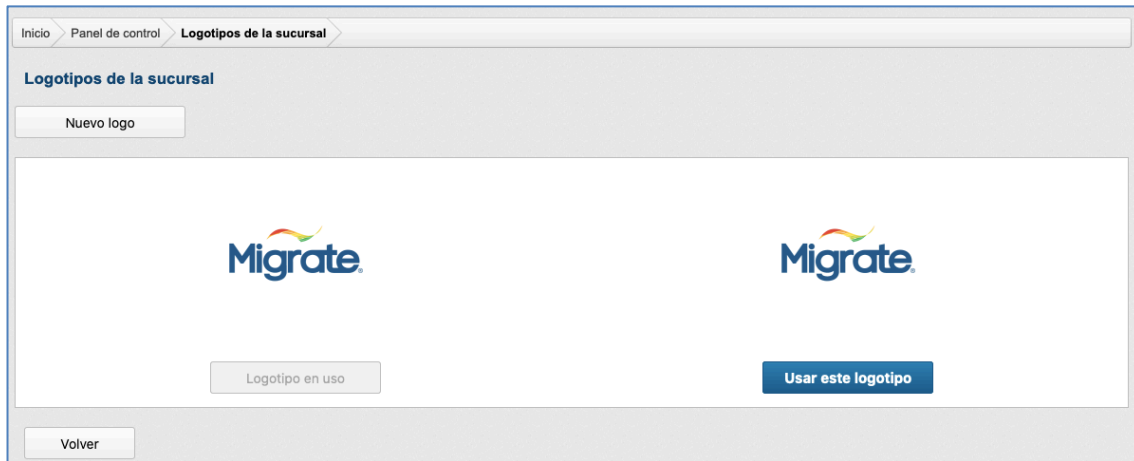 Inicio Panel de control Logotipos de la sucursal
Logotipos de la sucursal
Nuevo logo
Migrate® Migrate®
Logotipo en uso Usar este logotipo
Volver